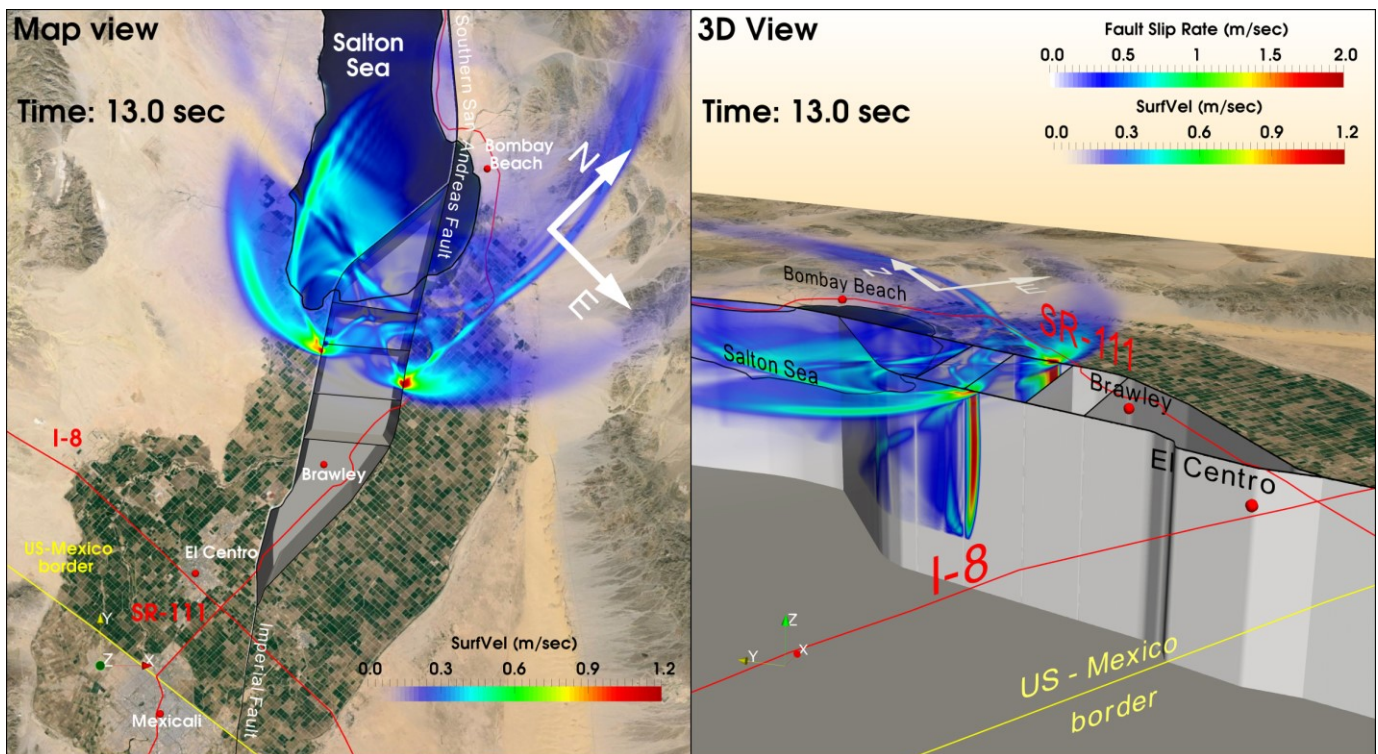 Map view
Time: 13.0 sec
Salton
Sea
Southern San Andreas Fault
Bombay
Beach
N
E
I-8
Brawley
US-Mexico
border
El Centro
SR-111
Y
Z
X
Imperial Fault
Mexicali
SurfVel (m/sec)
0.0 0.3 0.6 0.9 1.2
3D View
Time: 13.0 sec
Fault Slip Rate (m/sec)
0.0 0.5 1 1.5 2.0
SurfVel (m/sec)
0.0 0.3 0.6 0.9 1.2
N
E
Bombay Beach
SR-111
Salton Sea
Brawley
El Centro
I-8
Z
Y
X
US - Mexico
border